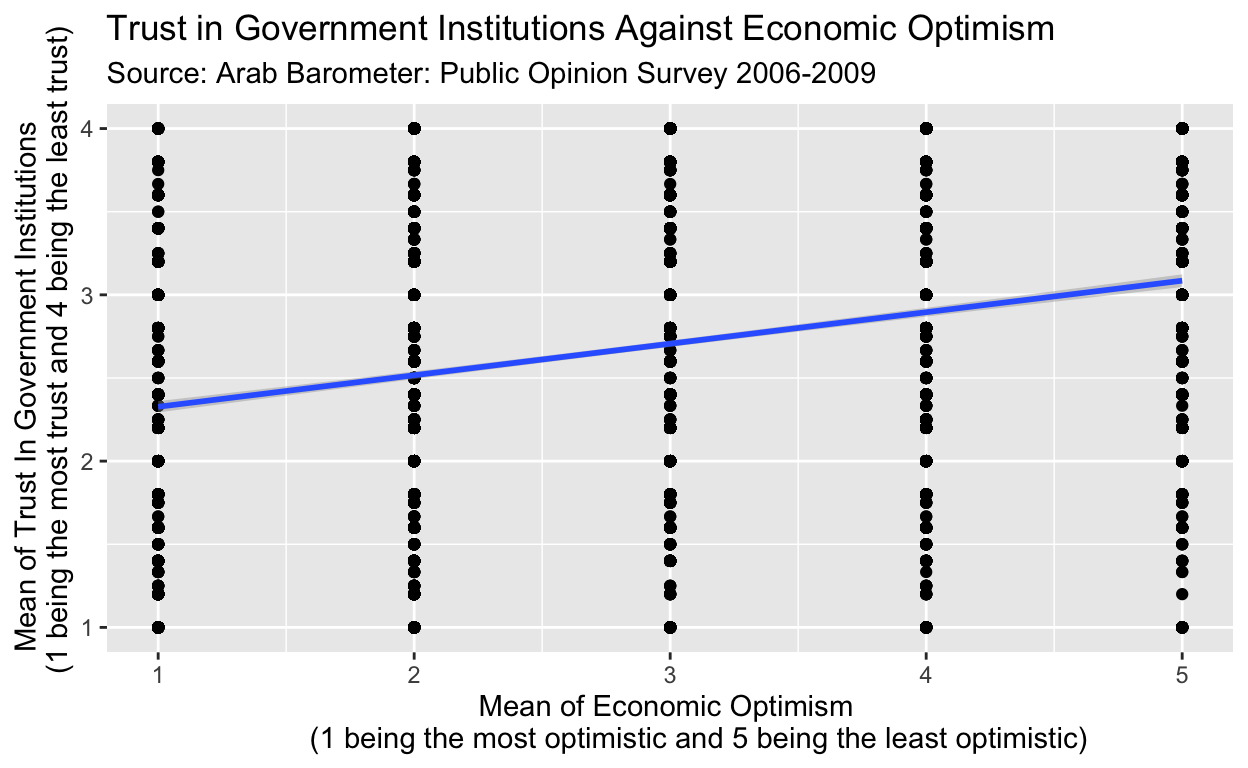 Trust in Government Institutions Against Economic Optimism
Source: Arab Barometer: Public Opinion Survey 2006-2009
Mean of Trust In Government Institutions
(1 being the most trust and 4 being the least trust)
4
3
2
1
1 2 3 4 5
Mean of Economic Optimism
(1 being the most optimistic and 5 being the least optimistic)